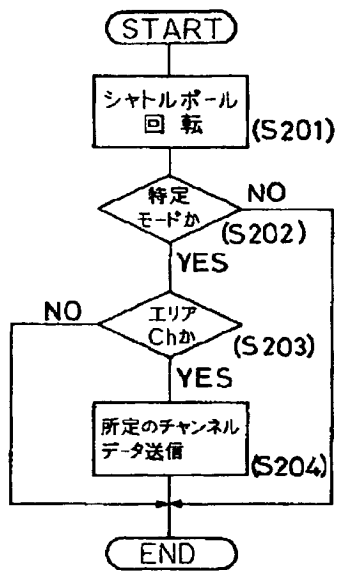 START
シャトルボール
回転
(S201)
特定
モードか
NO
(S202)
YES
NO
エリア
Chか
(S203)
YES
所定のチャンネル
データ送信
(S204)
END